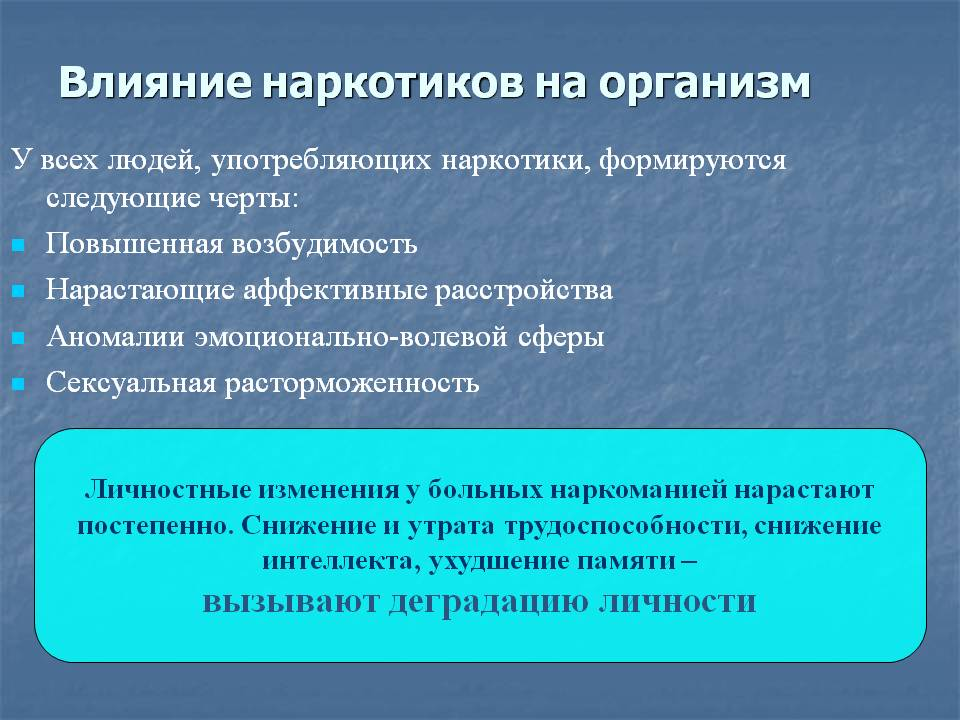 Влияние наркотиков на организм
У всех людей, употребляющих наркотики, формируются
следующие черты:
Повышенная возбудимость
Нарастающие аффективные расстройства
Аномалии эмоционально-волевой сферы
Сексуальная расторможенность
Личностные изменения у больных наркоманией нарастают
постепенно. Снижение и утрата трудоспособности, снижение
интеллекта, ухудшение памяти –
вызывают деградацию личности